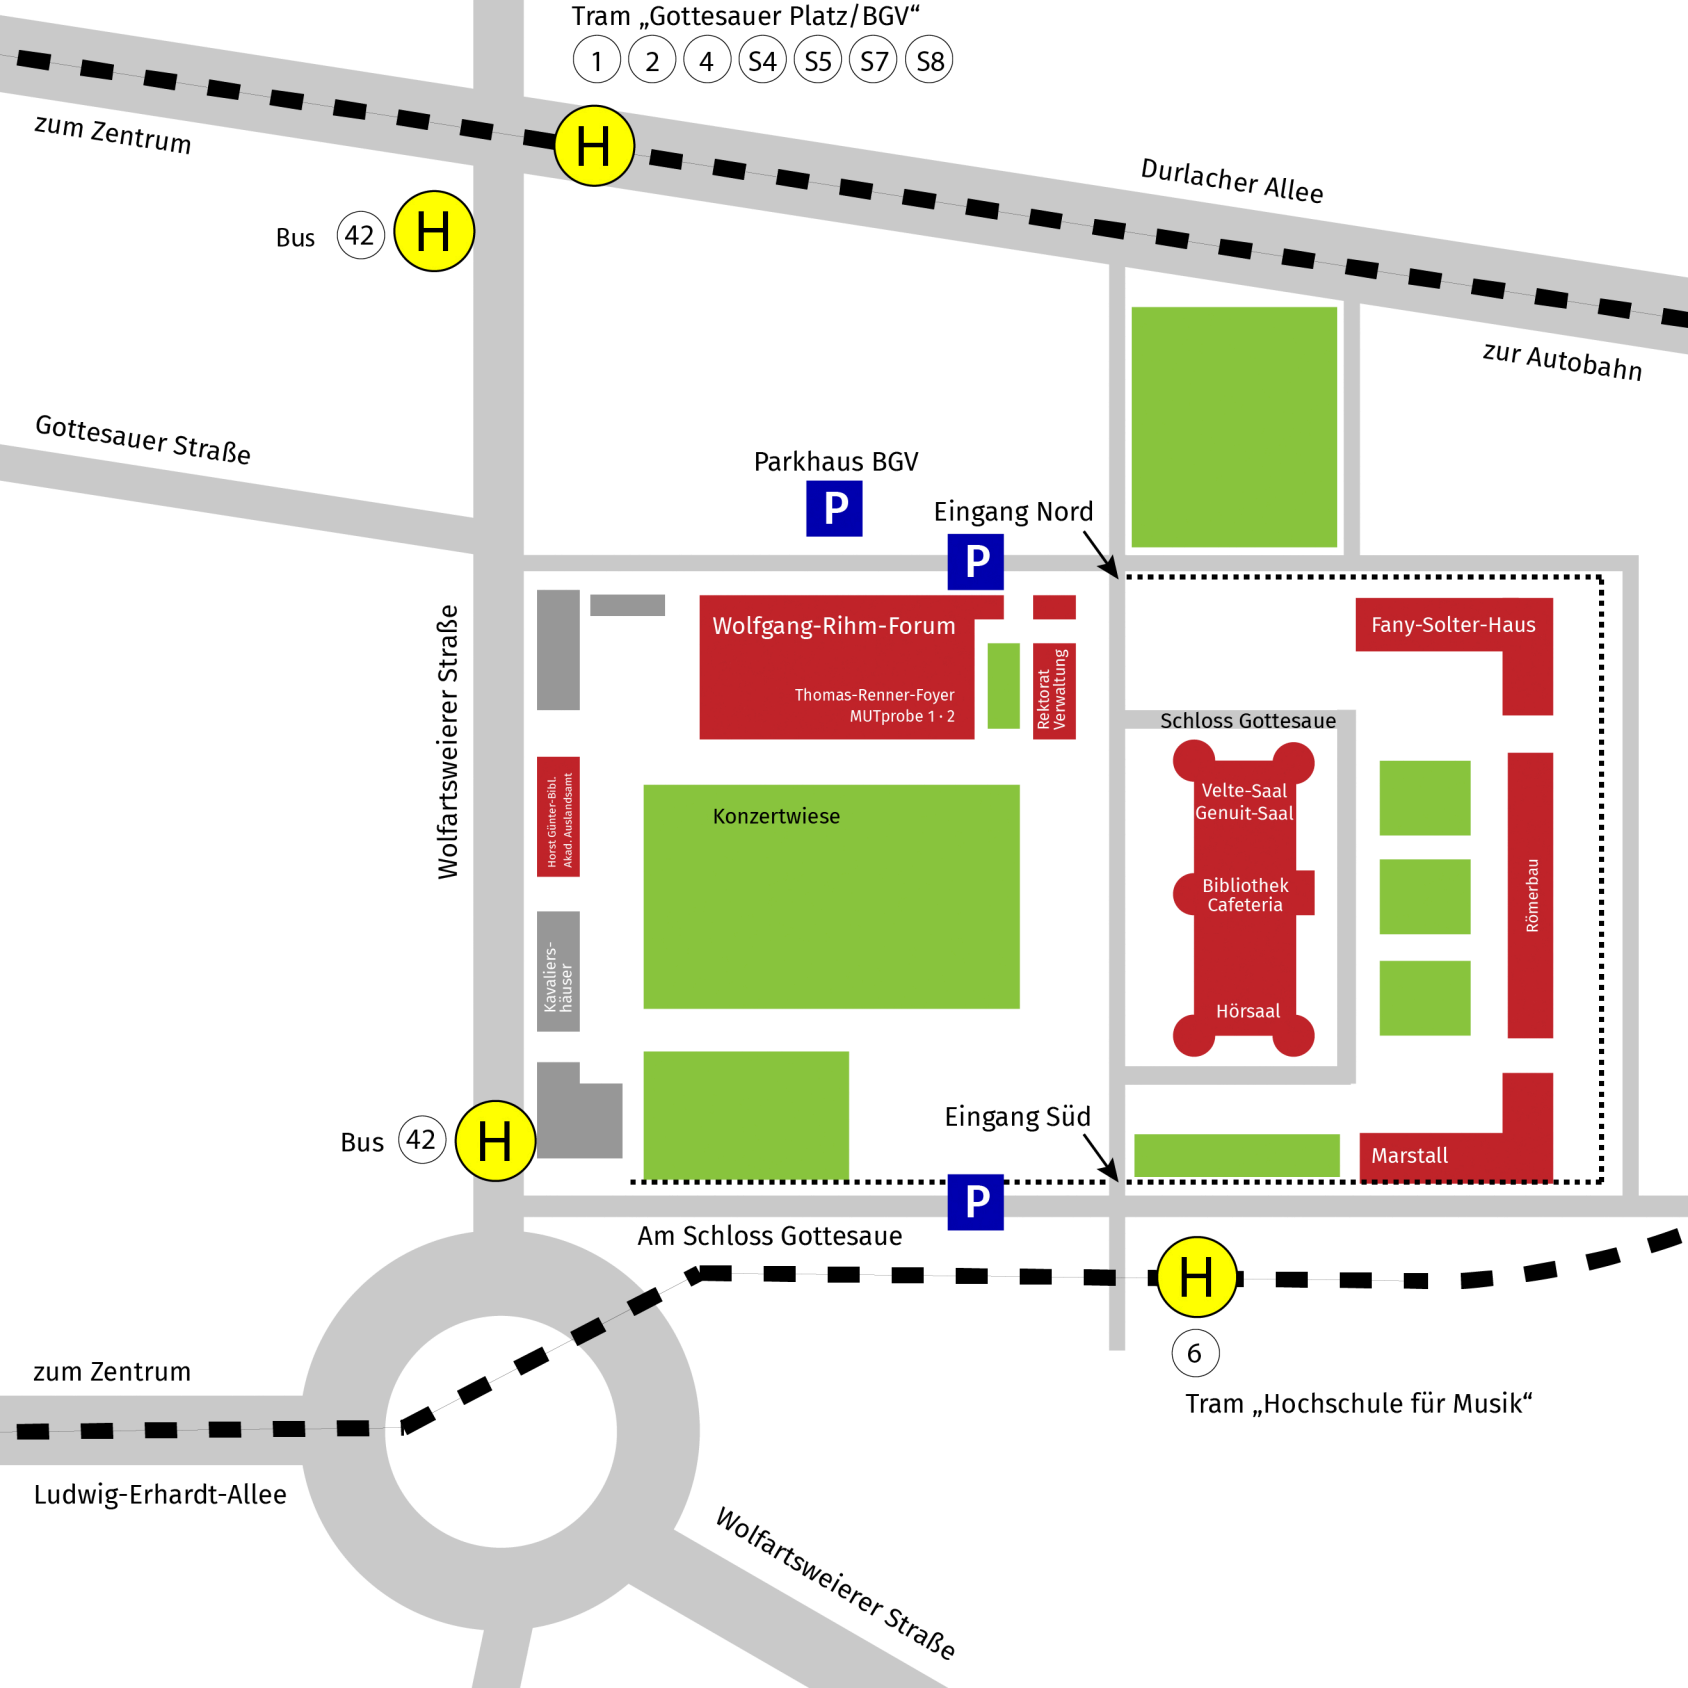 Tram „Gottesauer Platz/BGV“
1 2 4 S4 S5 S7 S8
H
zum Zentrum
Durlacher Allee
Bus 42 H
zur Autobahn
Gottesauer Straße
Parkhaus BGV
P
Eingang Nord
P
Wolfartsweierer Straße
Wolfgang-Rihm-Forum
Thomas-Renner-Foyer
MUTprobe 1 · 2
Rektorat
Verwaltung
Fany-Solter-Haus
Schloss Gottesaue
Velte-Saal
Genuit-Saal
Bibliothek
Cafeteria
Hörsaal
Horst Günter-Bibl.
Akad. Auslandsamt
Konzertwiese
Römerbau
Kavaliers-
häuser
Eingang Süd
Bus 42 H
Marstall
P
Am Schloss Gottesaue
H
6
zum Zentrum
Tram „Hochschule für Musik“
Ludwig-Erhardt-Allee
Wolfartsweierer Straße